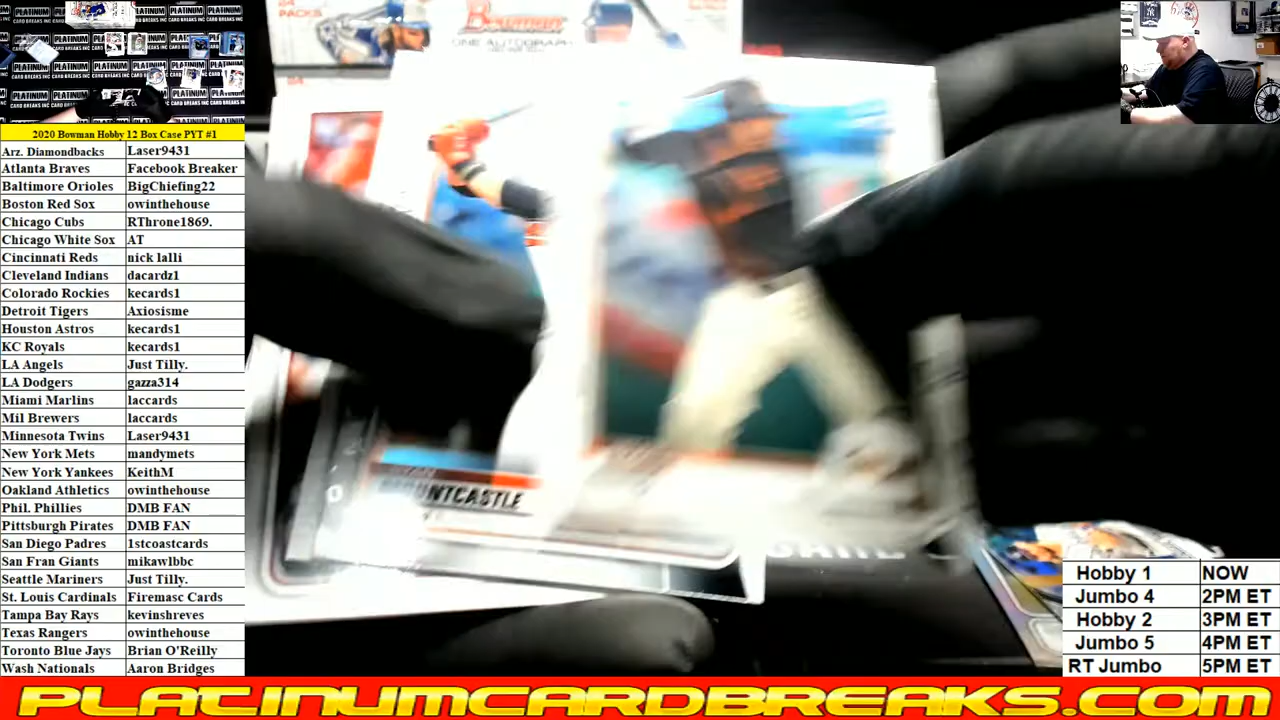 Bowman
ONE AUTOGRAPH
2020 Bowman Hobby 12 Box Case PYT #1
Arz. Diamondbacks Laser9431
Atlanta Braves Facebook Breaker
Baltimore Orioles BigChiefing22
Boston Red Sox owinthehouse
Chicago Cubs RThrone1869.
Chicago White Sox AT
Cincinnati Reds nick lalli
Cleveland Indians dacardz1
Colorado Rockies kecards1
Detroit Tigers Axiosisme
Houston Astros kecards1
KC Royals kecards1
LA Angels Just Tilly.
LA Dodgers gazza314
Miami Marlins laccards
Mil Brewers laccards
Minnesota Twins Laser9431
New York Mets mandymets
New York Yankees KeithM
Oakland Athletics owinthehouse
Phil. Phillies DMB FAN
Pittsburgh Pirates DMB FAN
San Diego Padres 1stcoastcards
San Fran Giants mikawlbbc
Seattle Mariners Just Tilly.
St. Louis Cardinals Firemasc Cards
Tampa Bay Rays kevinshreves
Texas Rangers owinthehouse
Toronto Blue Jays Brian O'Reilly
Wash Nationals Aaron Bridges
MOUNTCASTLE
Hobby 1 NOW
Jumbo 4 2PM ET
Hobby 2 3PM ET
Jumbo 5 4PM ET
RT Jumbo 5PM ET
PLATINUMCARDBREAKS.COM